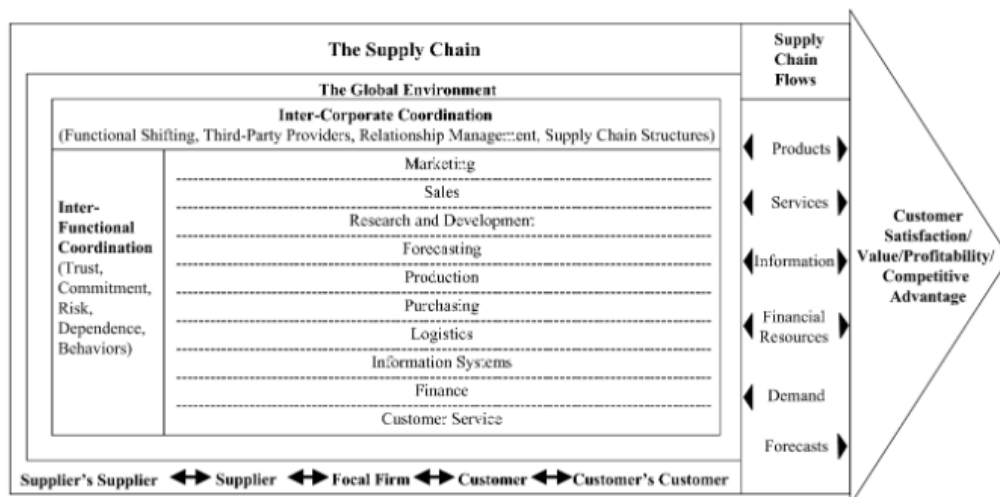 The Supply Chain
The Global Environment
Inter-Corporate Coordination
(Functional Shifting, Third-Party Providers, Relationship Management, Supply Chain Structures)
Inter-
Functional
Coordination
(Trust,
Commitment,
Risk,
Dependence,
Behaviors)
Marketing
Sales
Research and Development
Forecasting
Production
Purchasing
Logistics
Information Systems
Finance
Customer Service
Supplier's Supplier
Supplier
Focal Firm
Customer
Customer's Customer
Supply
Chain
Flows
Products
Services
Information
Financial
Resources
Demand
Forecasts
Customer
Satisfaction/
Value/Profitability/
Competitive
Advantage